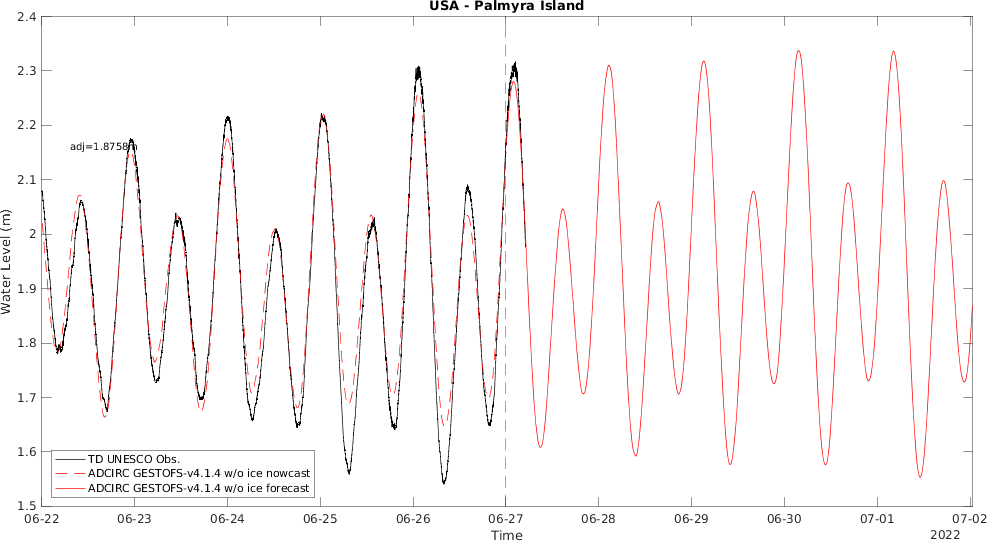 USA - Palmyra Island
2.4
2.3
2.2
2.1
2
1.9
1.8
1.7
1.6
1.5
Water Level (m)
adj=1.8758m
TD UNESCO Obs.
ADCIRC GESTOFS-v4.1.4 w/o ice nowcast
ADCIRC GESTOFS-v4.1.4 w/o ice forecast
06-22 06-23 06-24 06-25 06-26 06-27 06-28 06-29 06-30 07-01 07-02
Time
2022